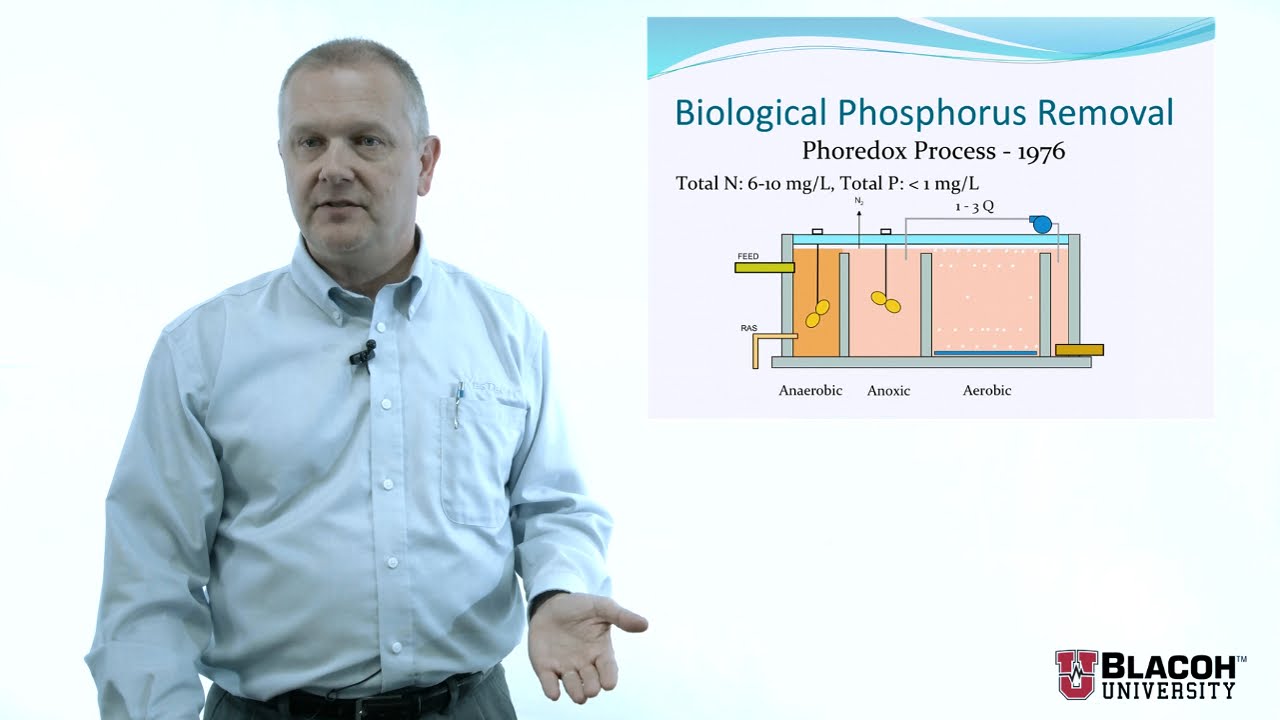 Biological Phosphorus Removal
Phoredox Process - 1976
Total N: 6-10 mg/L, Total P: < 1 mg/L
N₂
1 - 3 Q
FEED
RAS
Anaerobic
Anoxic
Aerobic
BLACOH™
UNIVERSITY